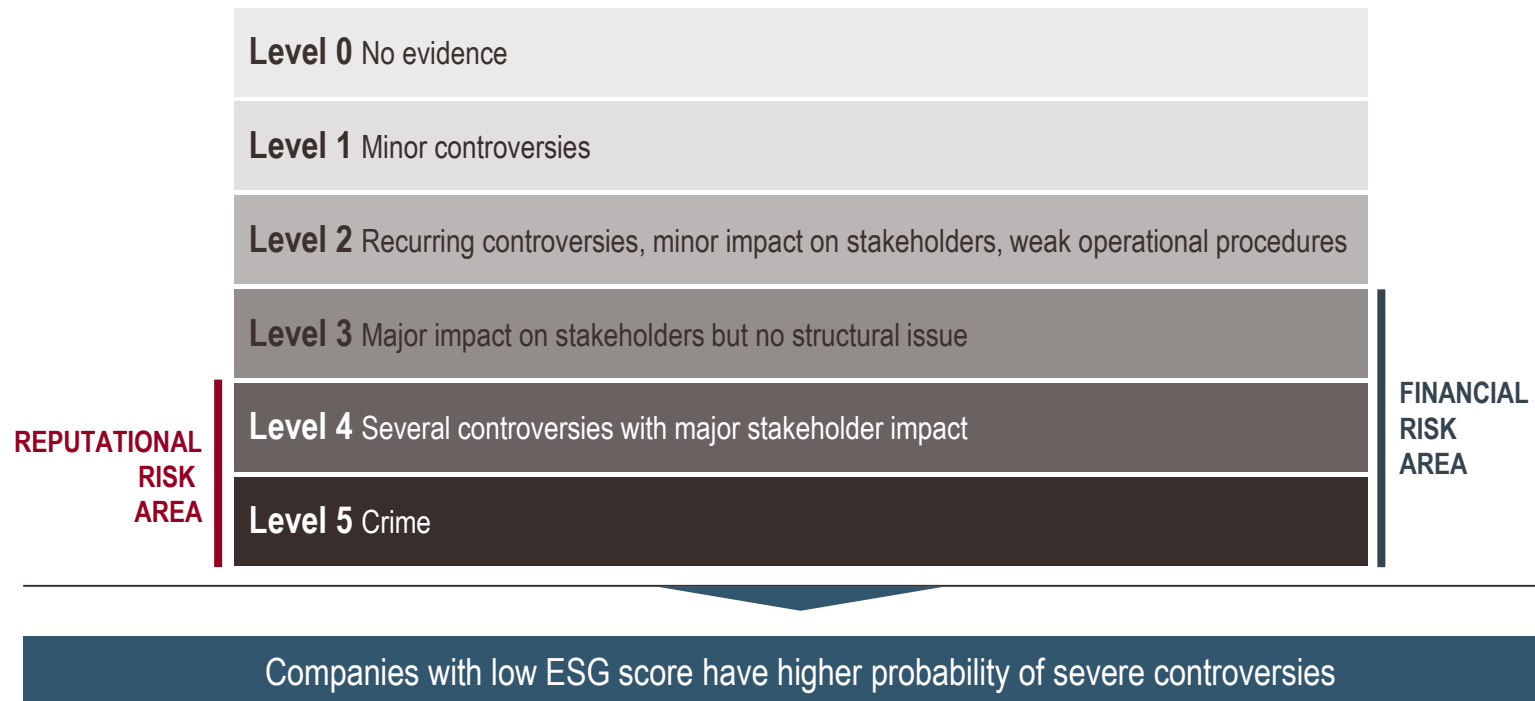 Level 0 No evidence
Level 1 Minor controversies
Level 2 Recurring controversies, minor impact on stakeholders, weak operational procedures
Level 3 Major impact on stakeholders but no structural issue
Level 4 Several controversies with major stakeholder impact
Level 5 Crime
REPUTATIONAL
RISK
AREA
FINANCIAL
RISK
AREA
Companies with low ESG score have higher probability of severe controversies